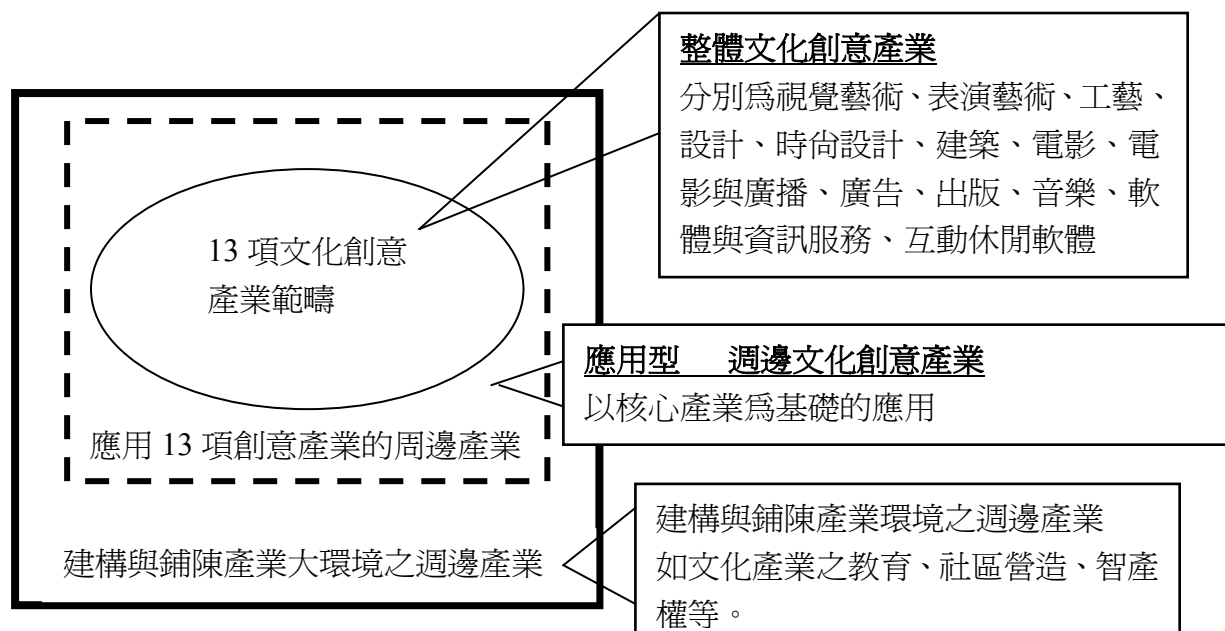 整體文化創意產業
分別為視覺藝術、表演藝術、工藝、
設計、時尚設計、建築、電影、電
影與廣播、廣告、出版、音樂、軟
體與資訊服務、互動休閒軟體
13 項文化創意
產業範疇
應用型 週邊文化創意產業
以核心產業為基礎的應用
應用 13 項創意產業的周邊產業
建構與鋪陳產業環境之週邊產業
如文化產業之教育、社區營造、智產
權等。
建構與鋪陳產業大環境之週邊產業